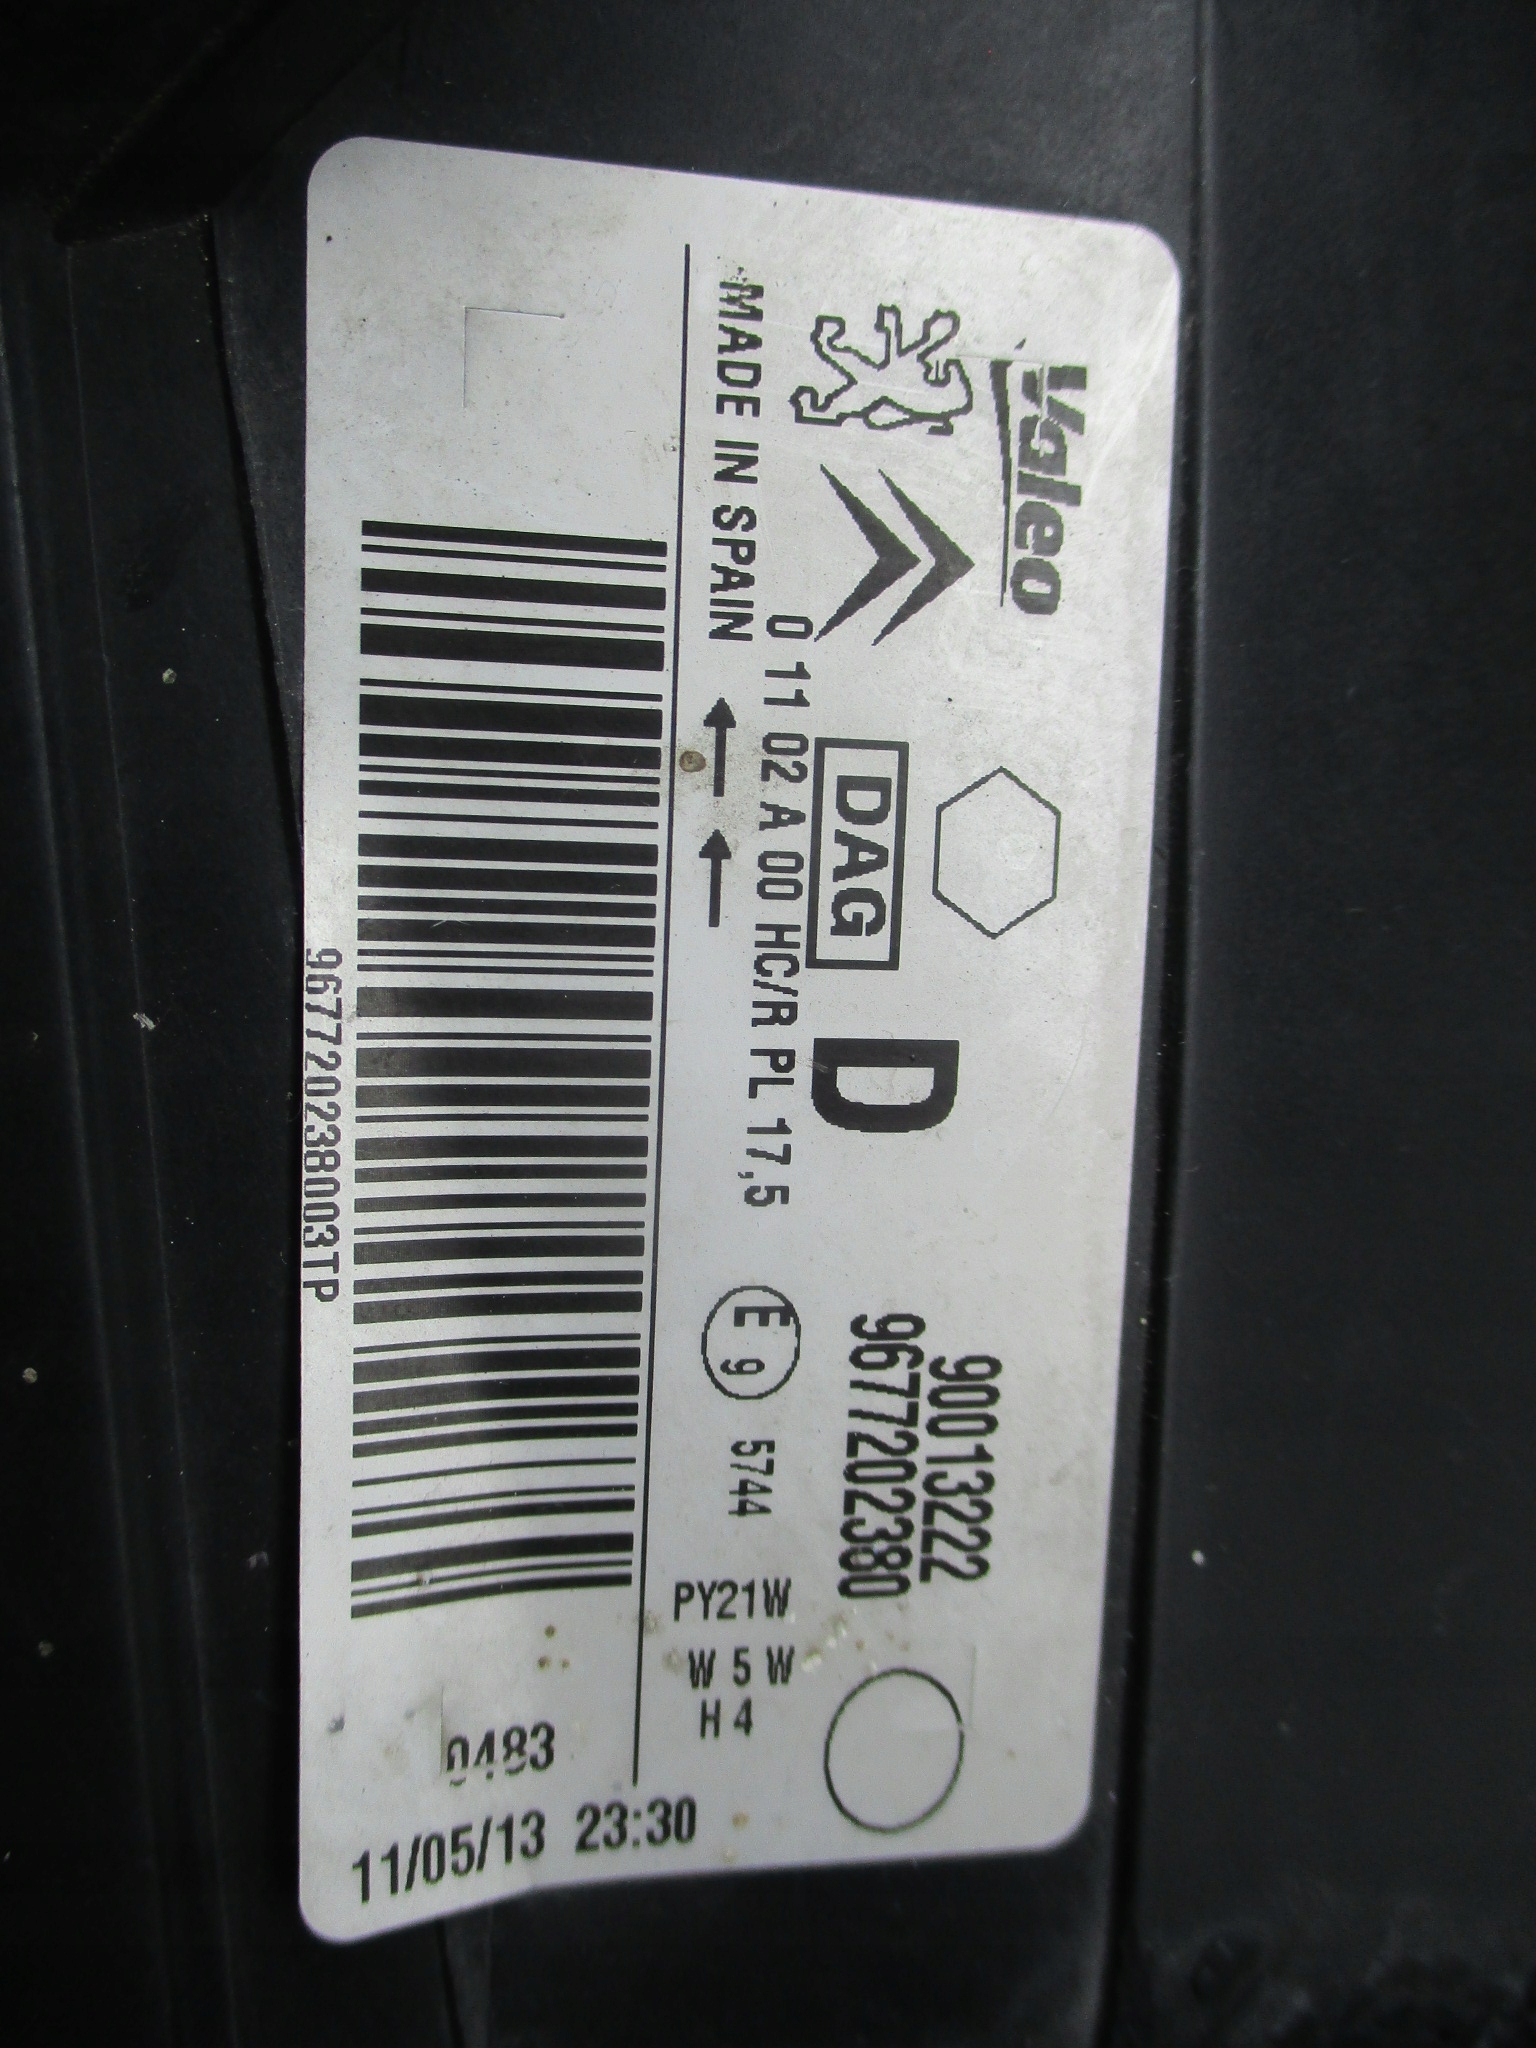 Valeo
90013222
9677202380
DAG
D
0 11 02 A 00 HC/R PL 17,5
MADE IN SPAIN
E 9
5744
PY21W
W 5 W
H 4
967720238003TP
0483
11/05/13 23:30